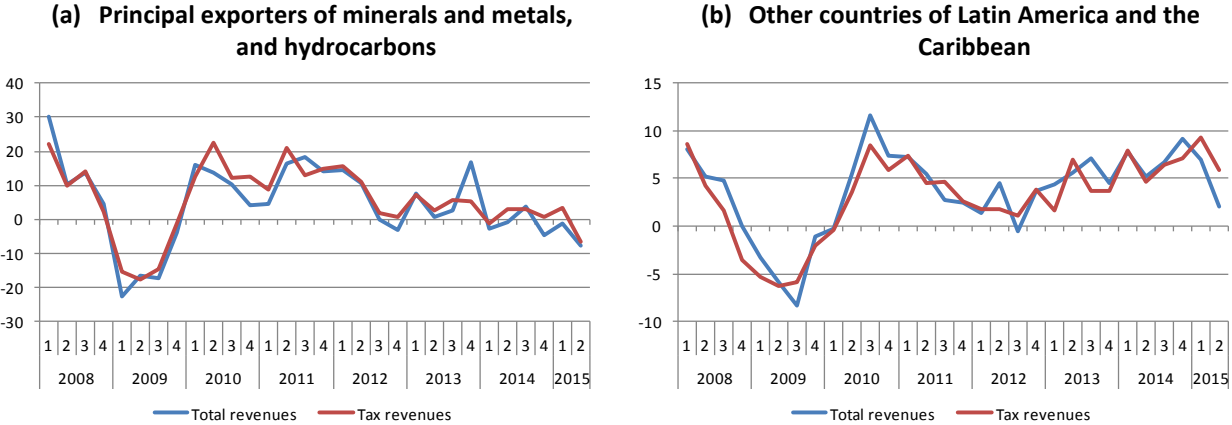 (a) Principal exporters of minerals and metals,
and hydrocarbons
40
30
20
10
0
-10
-20
-30
1 2 3 4 1 2 3 4 1 2 3 4 1 2 3 4 1 2 3 4 1 2 3 4 1 2 3 4 1 2
2008 2009 2010 2011 2012 2013 2014 2015
Total revenues Tax revenues
(b) Other countries of Latin America and the
Caribbean
15
10
5
0
-5
-10
1 2 3 4 1 2 3 4 1 2 3 4 1 2 3 4 1 2 3 4 1 2 3 4 1 2 3 4 1 2
2008 2009 2010 2011 2012 2013 2014 2015
Total revenues Tax revenues